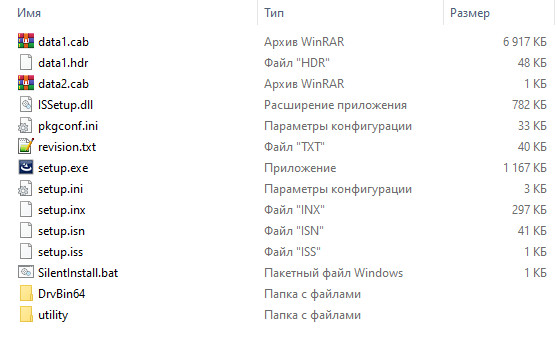 Имя Тип Размер
data1.cab Архив WinRAR 6 917 КБ
data1.hdr Файл "HDR" 48 КБ
data2.cab Архив WinRAR 1 КБ
ISSetup.dll Расширение приложения 782 КБ
pkgconf.ini Параметры конфигурации 33 КБ
revision.txt Файл "TXT" 40 КБ
setup.exe Приложение 1 167 КБ
setup.ini Параметры конфигурации 3 КБ
setup.inx Файл "INX" 297 КБ
setup.isn Файл "ISN" 41 КБ
setup.iss Файл "ISS" 1 КБ
SilentInstall.bat Пакетный файл Windows 1 КБ
DrvBin64 Папка с файлами
utility Папка с файлами